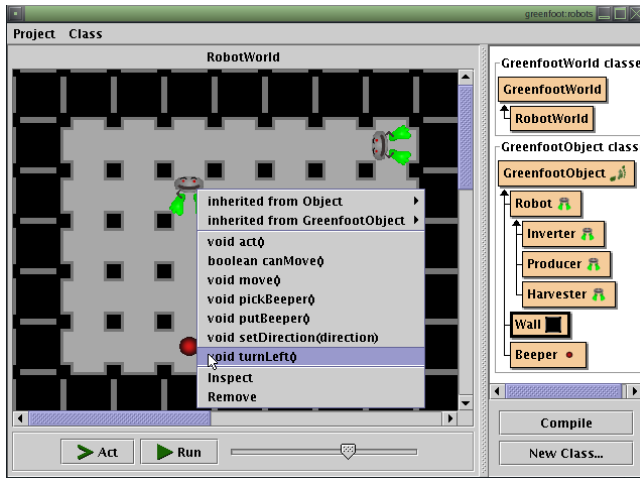 greenfoot:robots
Project Class
RobotWorld
inherited from Object
inherited from GreenfootObject
void act()
boolean canMove()
void move()
void pickBeeper()
void putBeeper()
void setDirection(direction)
void turnLeft()
Inspect
Remove
Act
Run
GreenfootWorld classe
GreenfootWorld
RobotWorld
GreenfootObject class
GreenfootObject
Robot
Inverter
Producer
Harvester
Wall
Beeper
Compile
New Class...